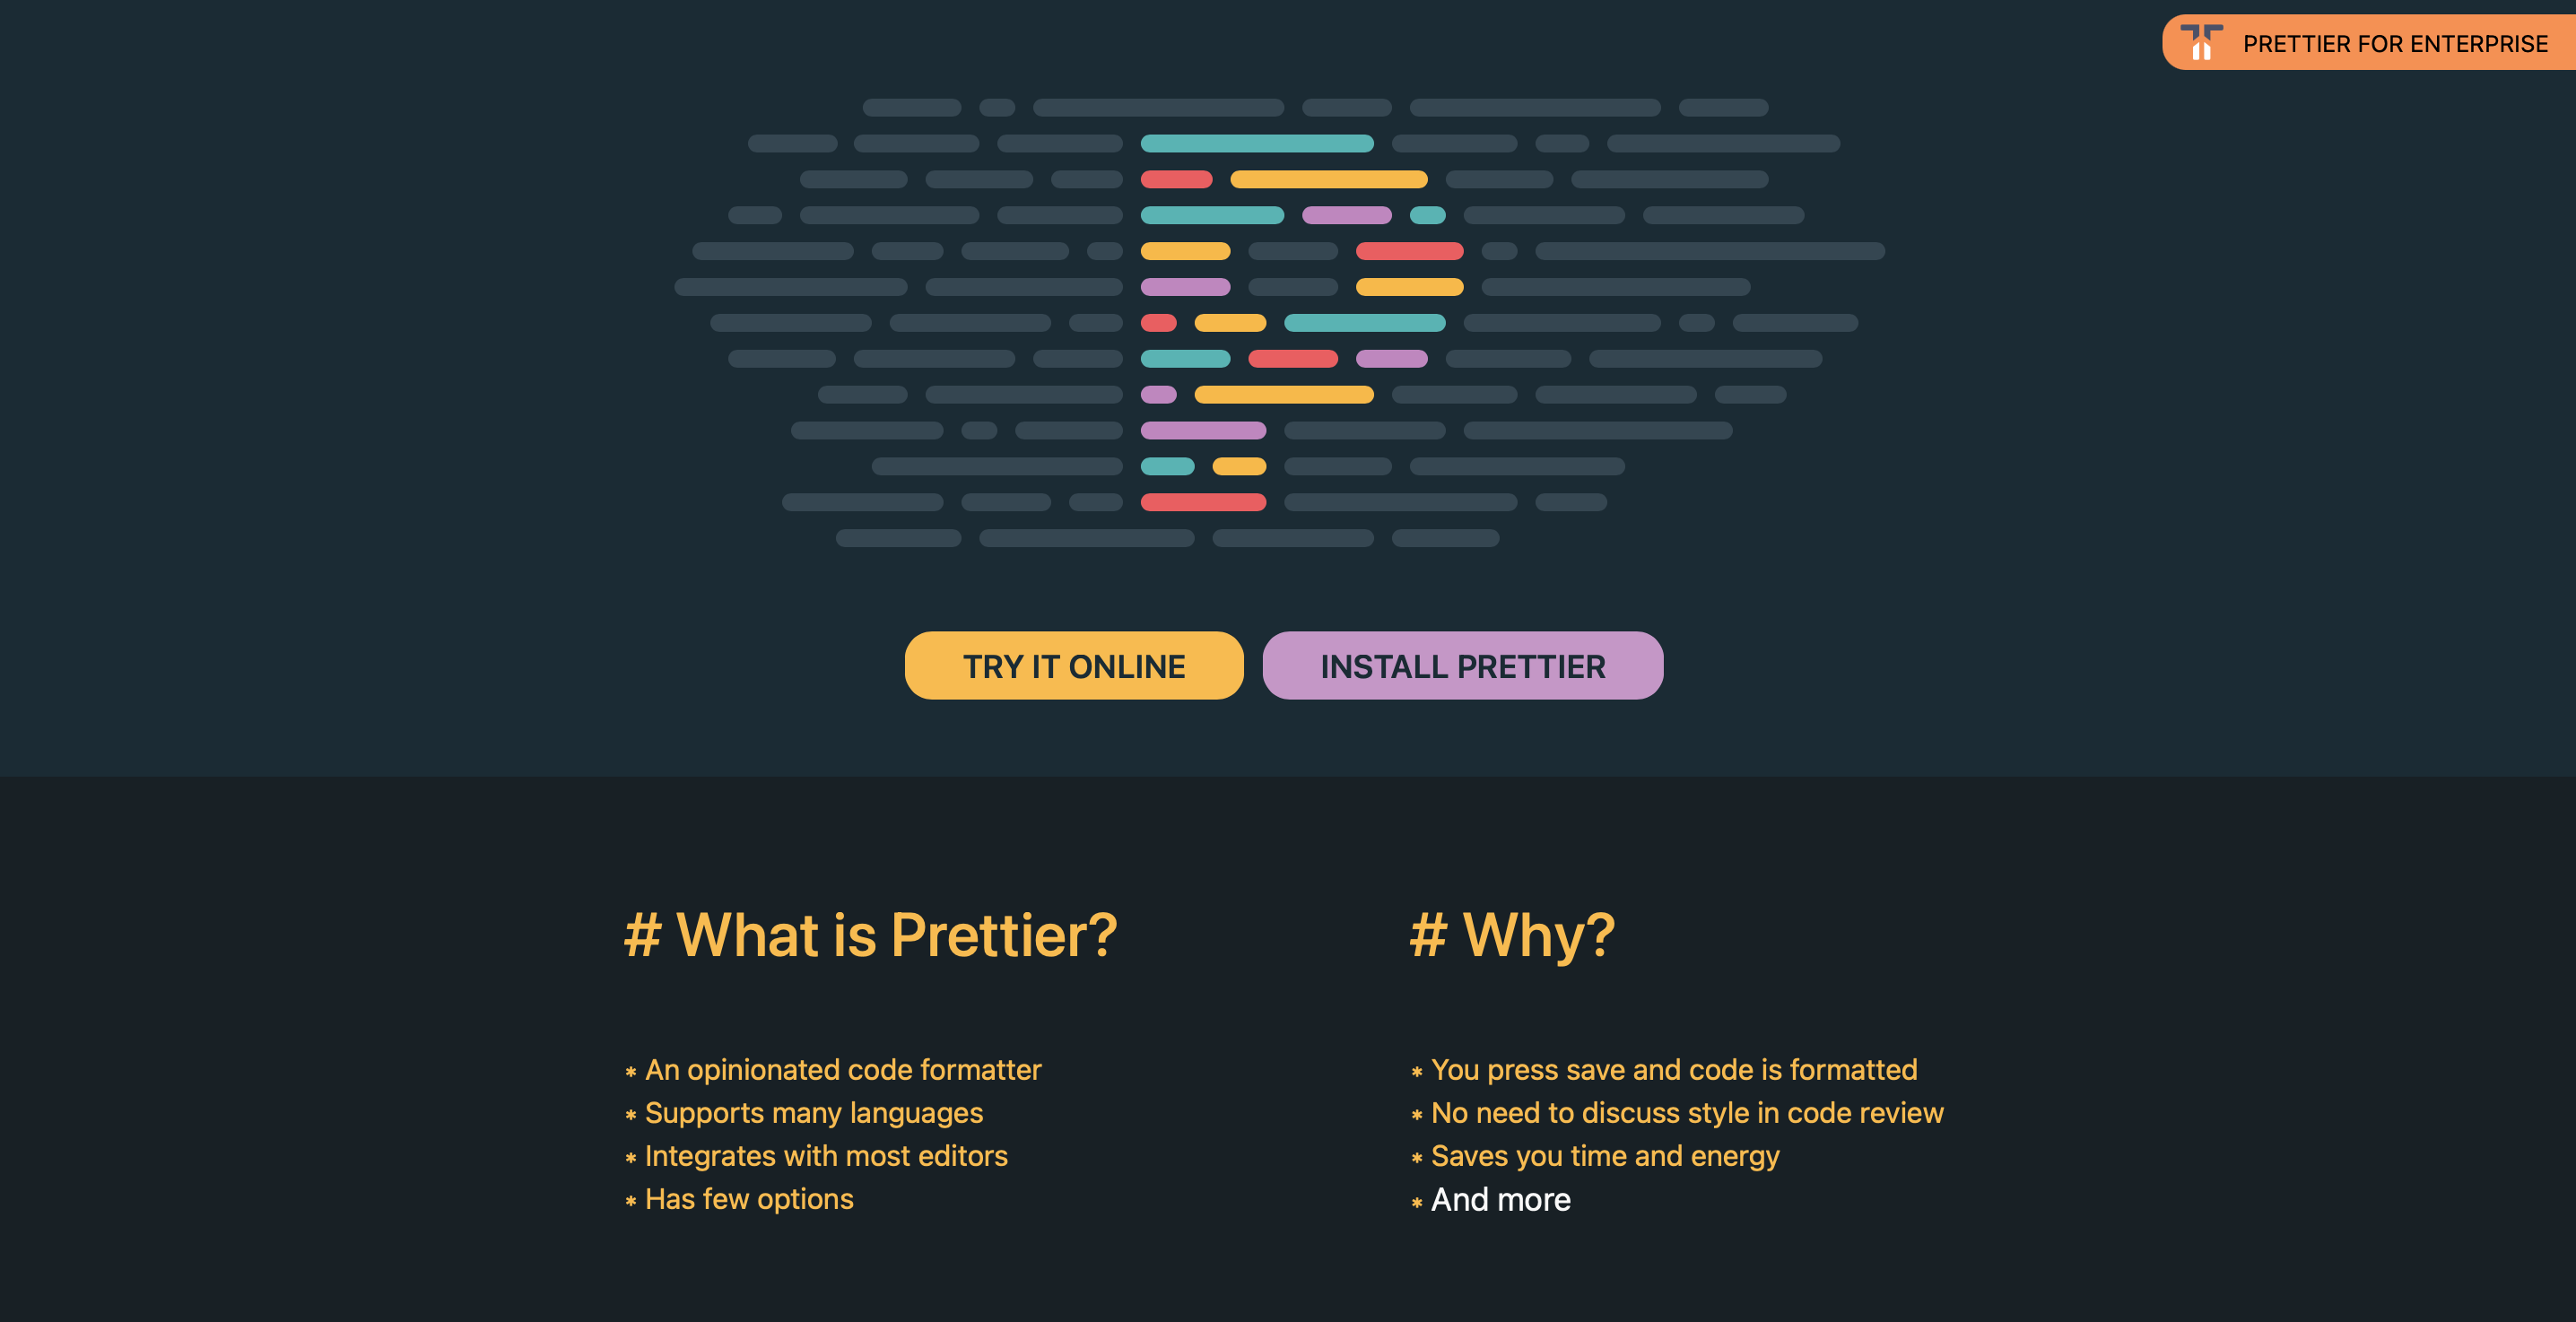 PRETTIER FOR ENTERPRISE
TRY IT ONLINE
INSTALL PRETTIER
# What is Prettier?
* An opinionated code formatter
* Supports many languages
* Integrates with most editors
* Has few options
# Why?
* You press save and code is formatted
* No need to discuss style in code review
* Saves you time and energy
* And more